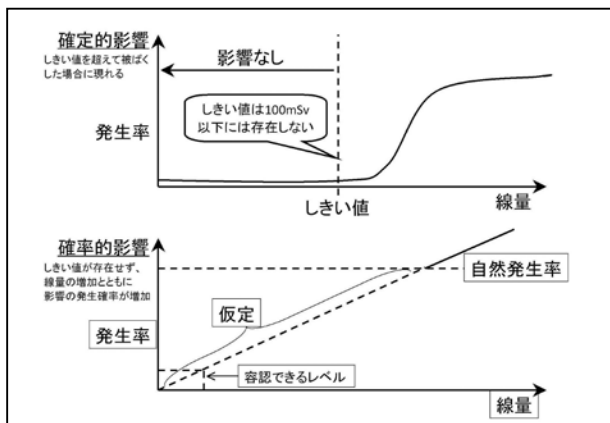 確定的影響
しきい値を超えて被ばく
した場合に現れる
影響なし
しきい値は100mSv
以下には存在しない
発生率
線量
しきい値
確率的影響
しきい値が存在せず、
線量の増加とともに
影響の発生確率が増加
自然発生率
仮定
発生率
容認できるレベル
線量